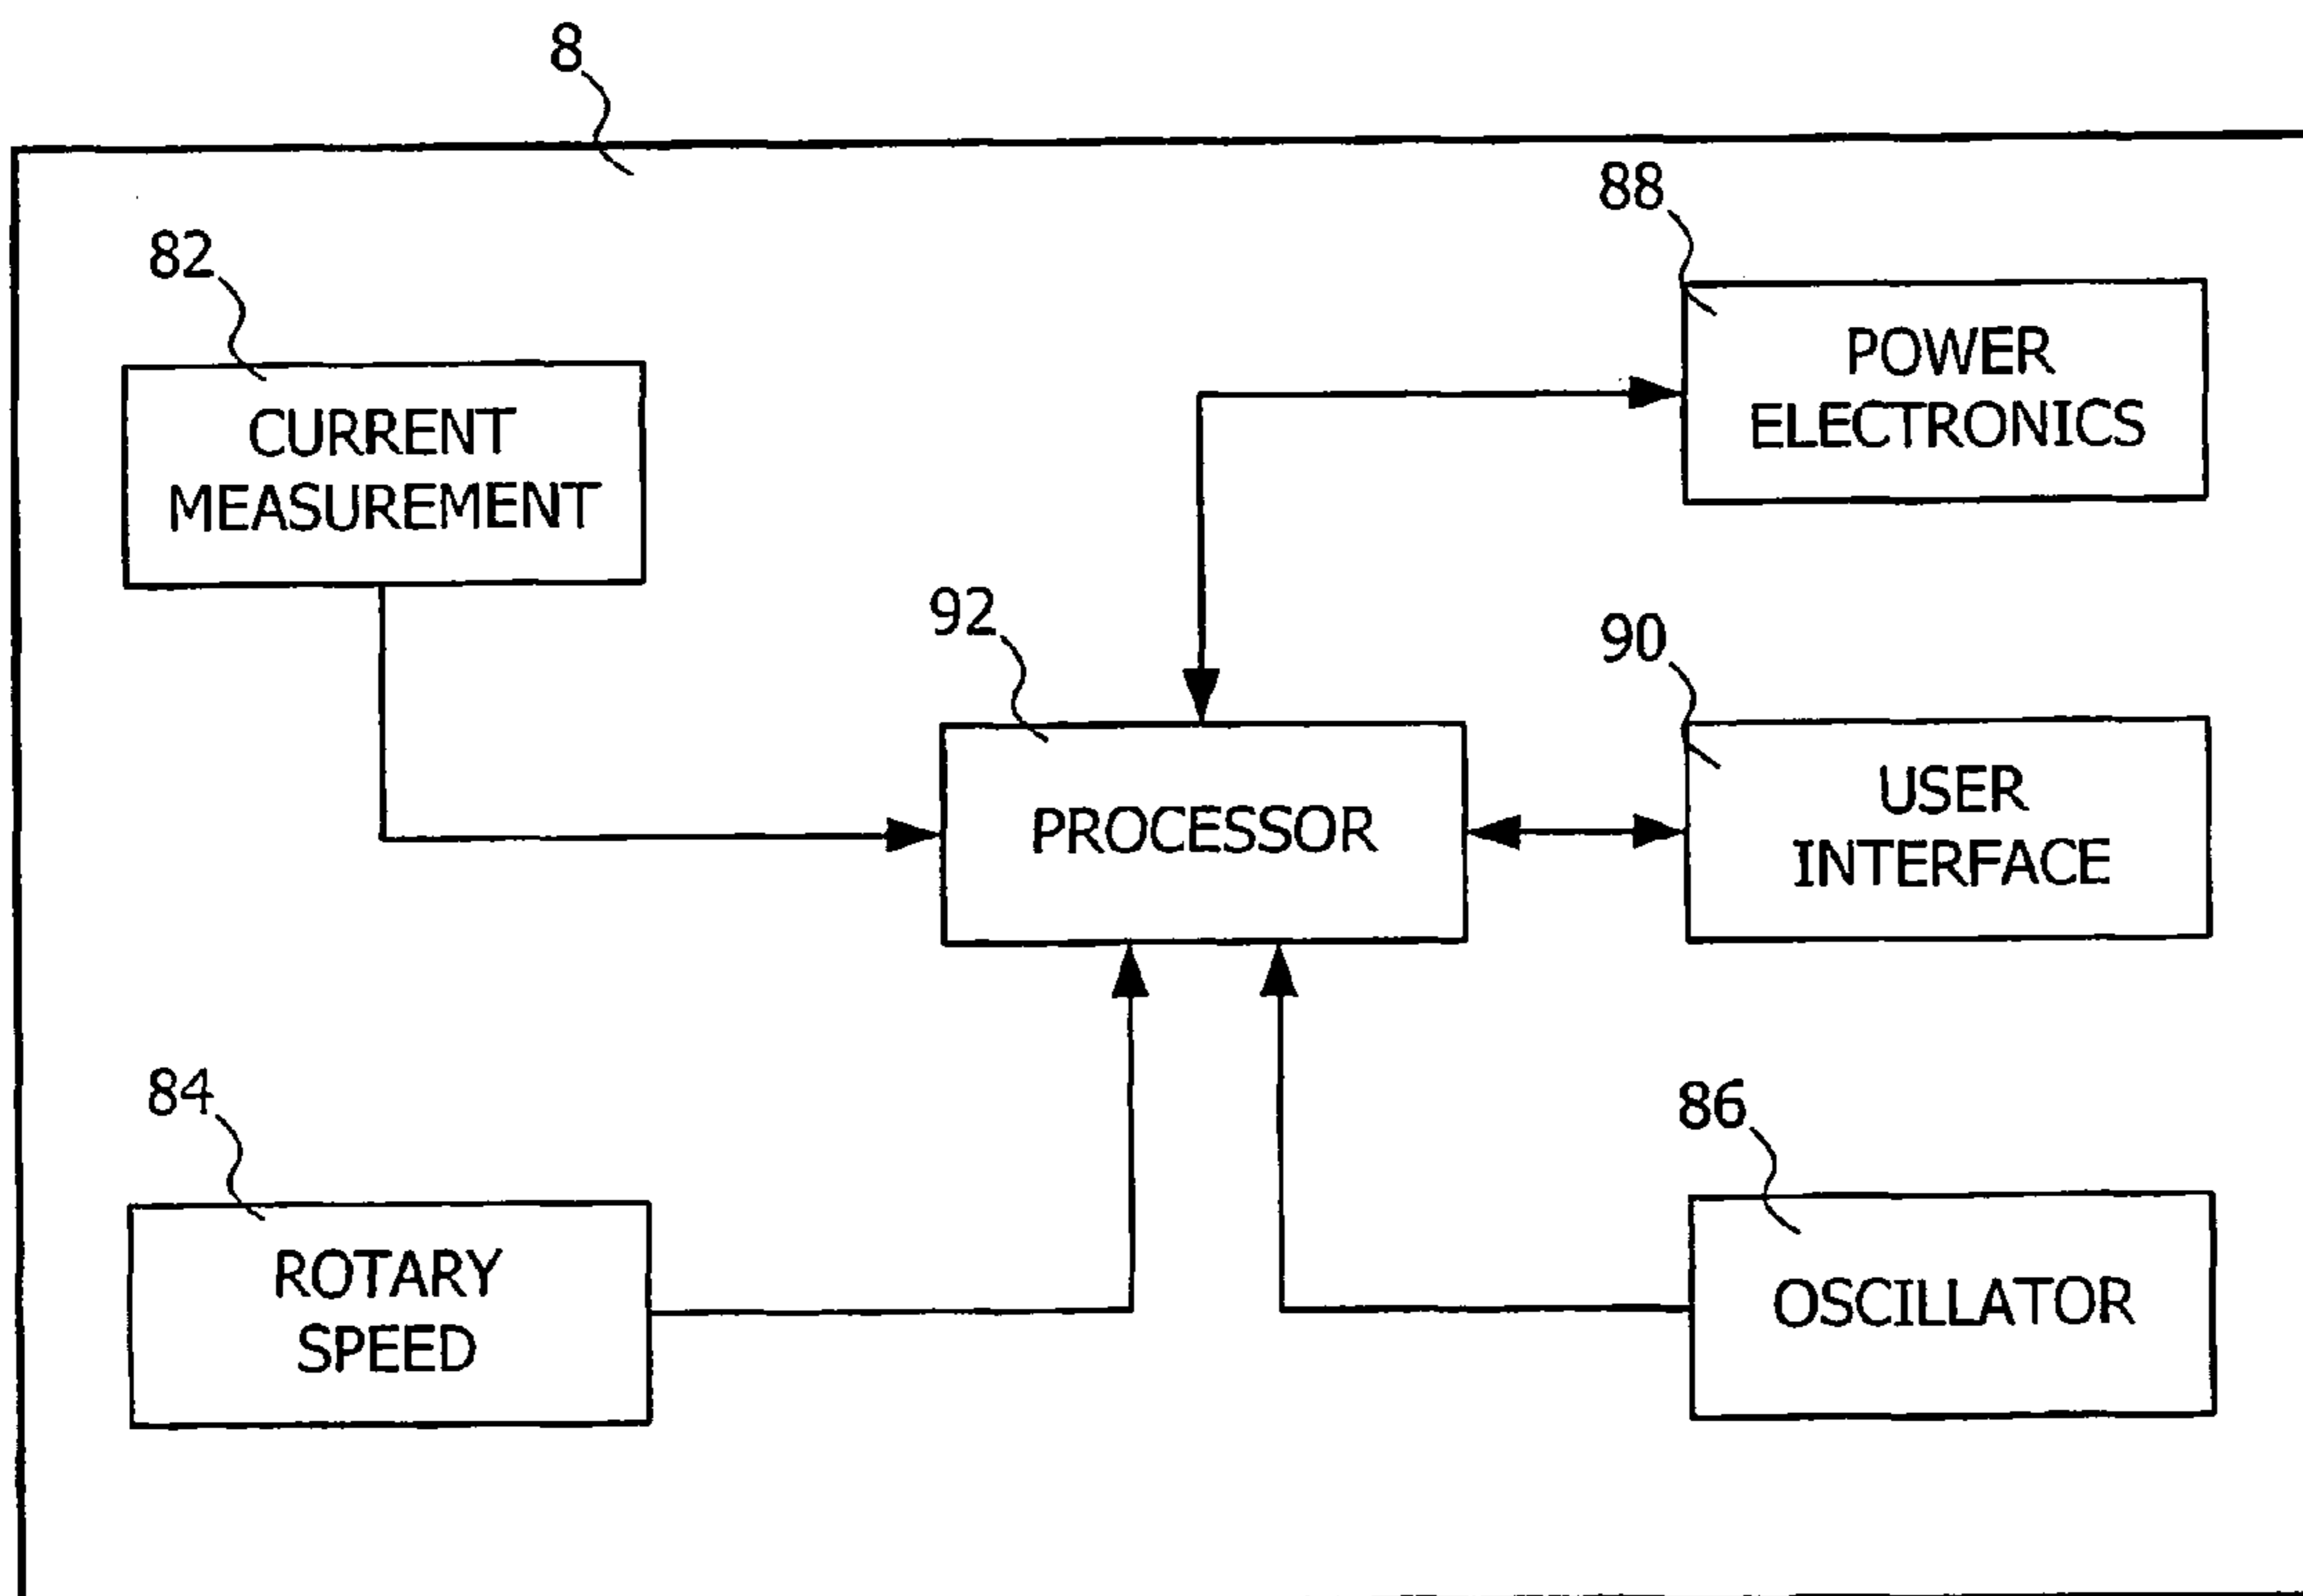 8
82
CURRENT
MEASUREMENT
88
POWER
ELECTRONICS
92
PROCESSOR
90
USER
INTERFACE
84
ROTARY
SPEED
86
OSCILLATOR